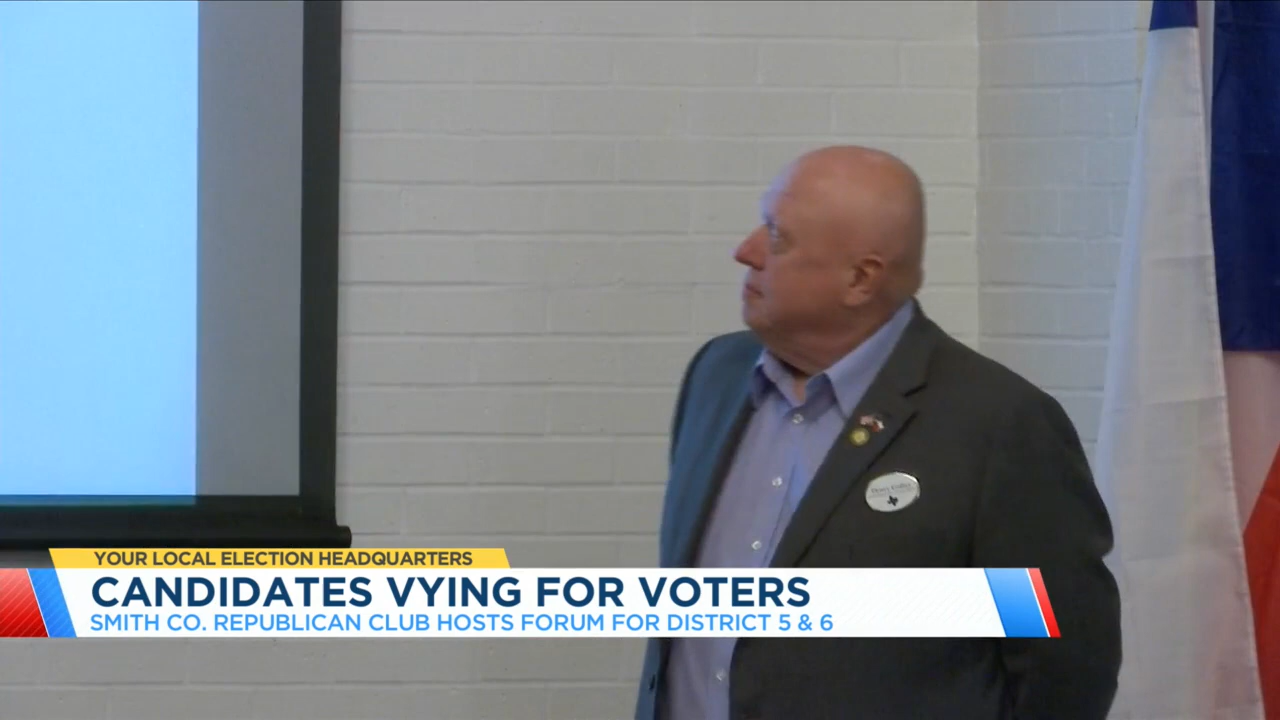 YOUR LOCAL ELECTION HEADQUARTERS
CANDIDATES VYING FOR VOTERS
SMITH CO. REPUBLICAN CLUB HOSTS FORUM FOR DISTRICT 5 & 6